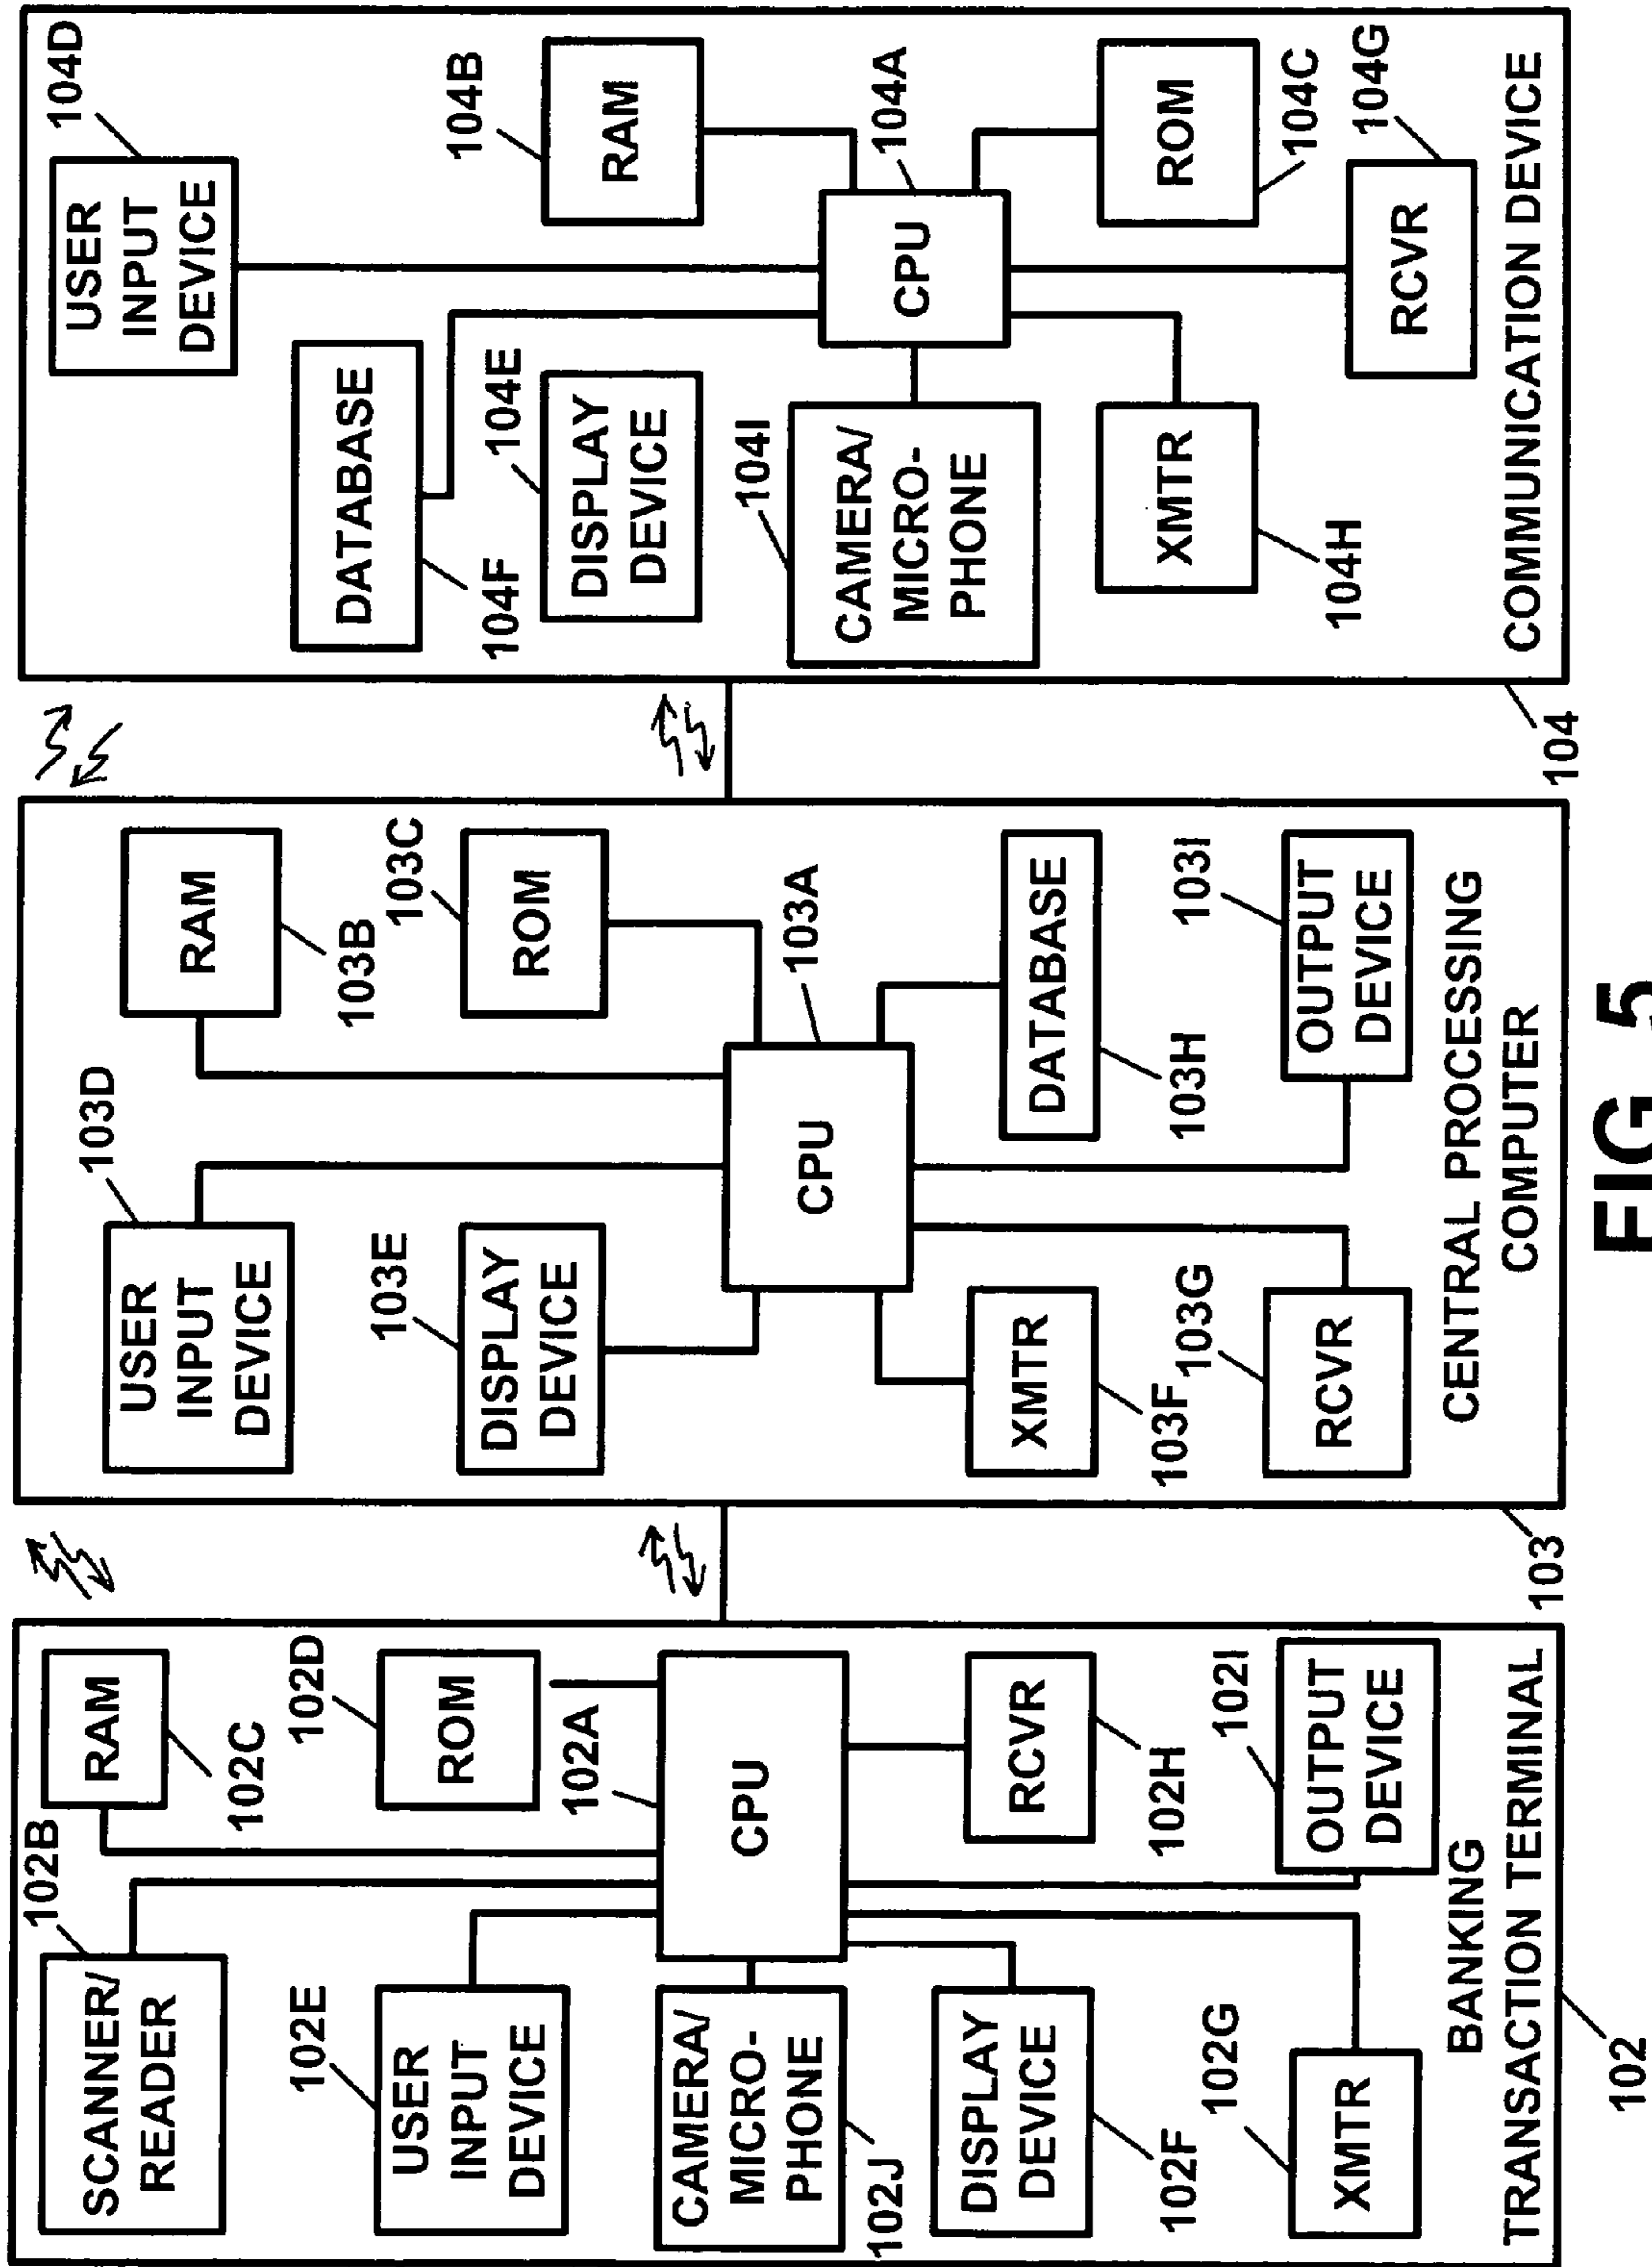 102B
SCANNER/
READER
RAM
102C
102E
USER
INPUT
DEVICE
102D
ROM
102A
CPU
CAMERA/
MICRO-
PHONE
102J
DISPLAY
DEVICE
102F
RCVR
102H
102G
XMTR
102I
OUTPUT
DEVICE
BANKING
TRANSACTION TERMINAL
102
103D
USER
INPUT
DEVICE
RAM
103B
103E
DISPLAY
DEVICE
103C
ROM
103A
CPU
XMTR
103F
DATABASE
103H
103G
RCVR
103I
OUTPUT
DEVICE
CENTRAL PROCESSING
COMPUTER
103
104D
USER
INPUT
DEVICE
DATABASE
104F
104E
DISPLAY
DEVICE
104B
RAM
104I
CAMERA/
MICRO-
PHONE
104A
CPU
XMTR
104H
ROM
104C
104G
RCVR
COMMUNICATION DEVICE
104
FIG 5